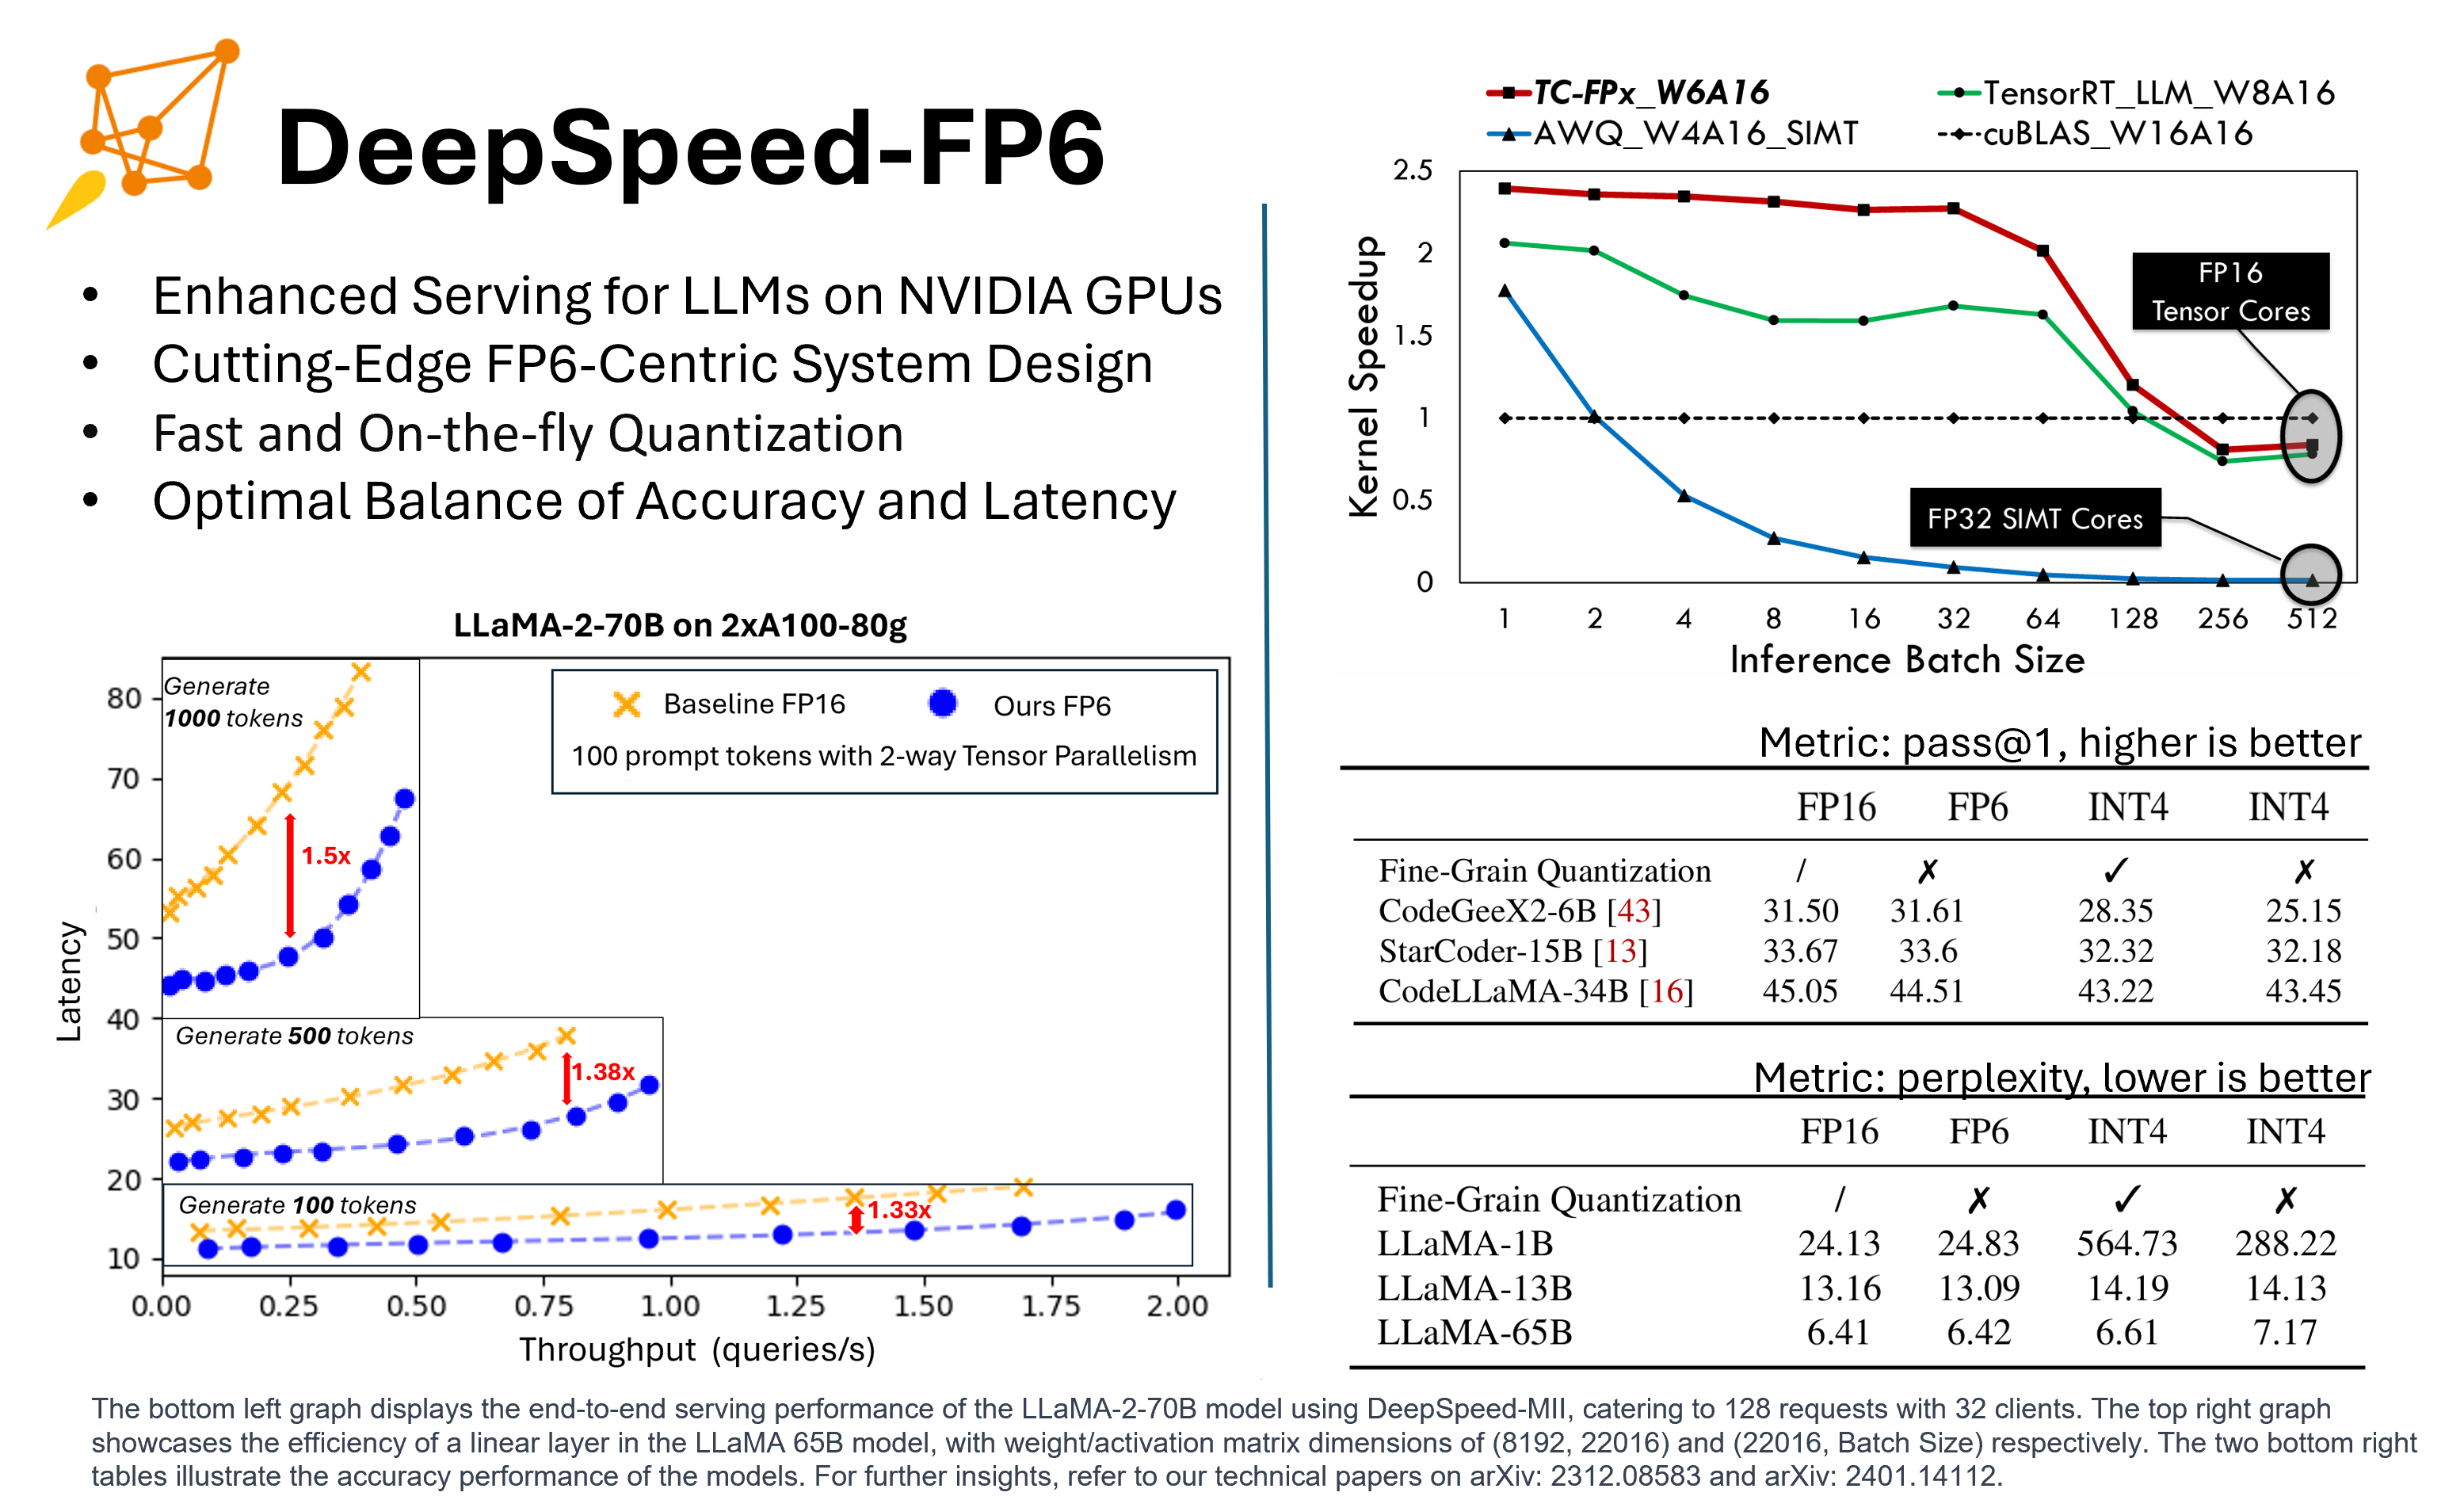 DeepSpeed-FP6
• Enhanced Serving for LLMs on NVIDIA GPUs
• Cutting-Edge FP6-Centric System Design
• Fast and On-the-fly Quantization
• Optimal Balance of Accuracy and Latency
LLaMA-2-70B on 2xA100-80g
Generate
1000 tokens
Baseline FP16 Ours FP6
100 prompt tokens with 2-way Tensor Parallelism
1.5x
Generate 500 tokens
1.38x
Generate 100 tokens
1.33x
80
70
60
50
40
30
20
10
Latency
0.00 0.25 0.50 0.75 1.00 1.25 1.50 1.75 2.00
Throughput (queries/s)
TC-FPx_W6A16 TensorRT_LLM_W8A16
AWQ_W4A16_SIMT cuBLAS_W16A16
2.5
2
1.5
1
0.5
0
Kernel Speedup
FP16
Tensor Cores
FP32 SIMT Cores
1 2 4 8 16 32 64 128 256 512
Inference Batch Size
Metric: pass@1, higher is better
FP16 FP6 INT4 INT4
Fine-Grain Quantization / ✗ ✓ ✗
CodeGeeX2-6B [43] 31.50 31.61 28.35 25.15
StarCoder-15B [13] 33.67 33.6 32.32 32.18
CodeLLaMA-34B [16] 45.05 44.51 43.22 43.45
Metric: perplexity, lower is better
FP16 FP6 INT4 INT4
Fine-Grain Quantization / ✗ ✓ ✗
LLaMA-1B 24.13 24.83 564.73 288.22
LLaMA-13B 13.16 13.09 14.19 14.13
LLaMA-65B 6.41 6.42 6.61 7.17
The bottom left graph displays the end-to-end serving performance of the LLaMA-2-70B model using DeepSpeed-MII, catering to 128 requests with 32 clients. The top right graph
showcases the efficiency of a linear layer in the LLaMA 65B model, with weight/activation matrix dimensions of (8192, 22016) and (22016, Batch Size) respectively. The two bottom right
tables illustrate the accuracy performance of the models. For further insights, refer to our technical papers on arXiv: 2312.08583 and arXiv: 2401.14112.